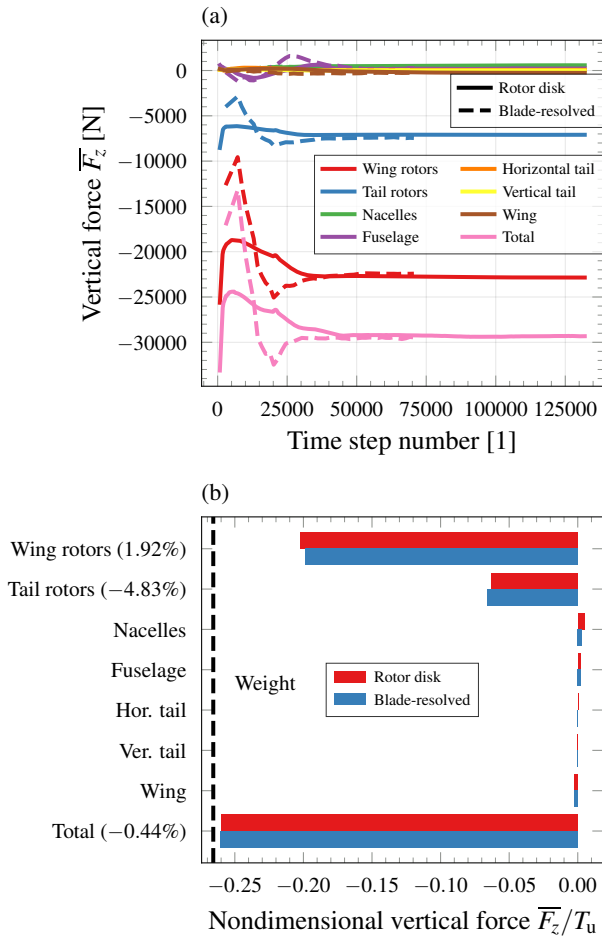 (a)
0
−5000
−10000
−15000
−20000
−25000
−30000
Vertical force F_z [N]
Rotor disk
Blade-resolved
Wing rotors
Tail rotors
Nacelles
Fuselage
Horizontal tail
Vertical tail
Wing
Total
0 25000 50000 75000 100000 125000
Time step number [1]
(b)
Wing rotors (1.92%)
Tail rotors (−4.83%)
Nacelles
Fuselage
Hor. tail
Ver. tail
Wing
Total (−0.44%)
Weight
Rotor disk
Blade-resolved
−0.25 −0.20 −0.15 −0.10 −0.05 0.00
Nondimensional vertical force F_z/T_u